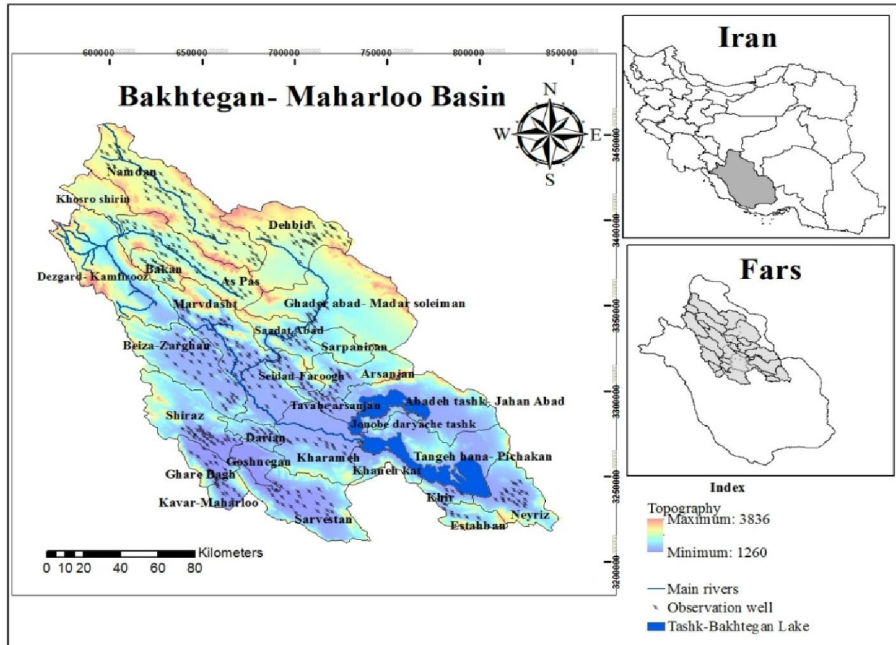 600000 650000 700000 750000 800000 850000
Bakhtegan- Maharloo Basin
N
W E
S
3450000
3400000
3350000
3300000
3250000
3200000
Namdan
Khosro shirin
Dehbid
Dezgard- Kamfirooz
Bakan
As Pas
Marvdasht
Ghader abad- Madar soleiman
Saadat Abad
Beiza-Zarghan
Sarpaniran
Seidan-Faroogh
Arsanjan
Tavabe arsanjan
Abadeh tashk- Jahan Abad
Shiraz
Jonobe daryache tashk
Darian
Kharameh
Tangeh hana- Pichakan
Goshnegan
Khaneh kat
Ghare Bagh
Kavar-Maharloo
Khir
Sarvestan
Neyriz
Estahban
Kilometers
0 10 20 40 60 80
Iran
Fars
Index
Topography
Maximum: 3836
Minimum: 1260
Main rivers
Observation well
Tashk-Bakhtegan Lake